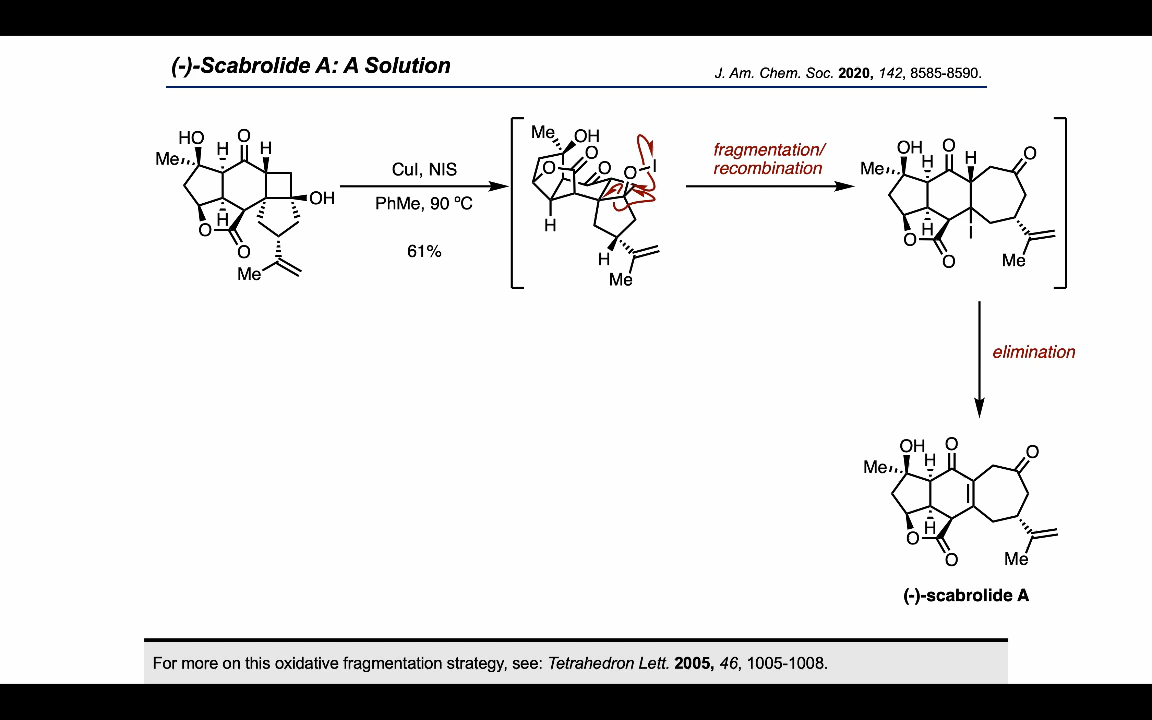 (-)-Scabrolide A: A Solution
J. Am. Chem. Soc. 2020, 142, 8585-8590.
HO
O
H
H
Me
OH
H
O
O
Me
CuI, NIS
PhMe, 90 ºC
61%
Me
OH
O
O
O
O
I
H
H
Me
fragmentation/
recombination
OH
O
H
H
O
Me
H
I
O
O
Me
elimination
OH
O
H
O
Me
H
O
O
Me
(-)-scabrolide A
For more on this oxidative fragmentation strategy, see: Tetrahedron Lett. 2005, 46, 1005-1008.